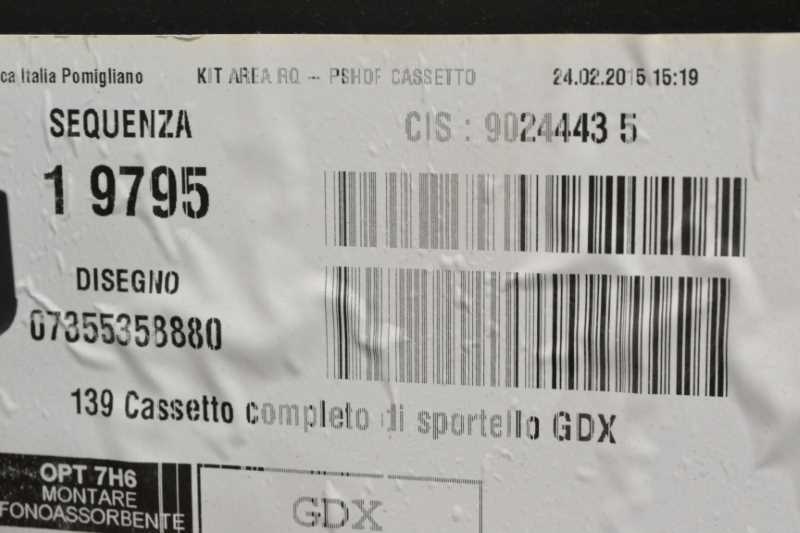 ca Italia Pomigliano KIT AREA RQ -- PSHDF CASSETTO 24.02.2015 15:19
SEQUENZA CIS : 9024443 5
1 9795
DISEGNO
07355358880
139 Cassetto completo di sportello GDX
OPT 7H6
MONTARE
FONOASSORBENTE
GDX